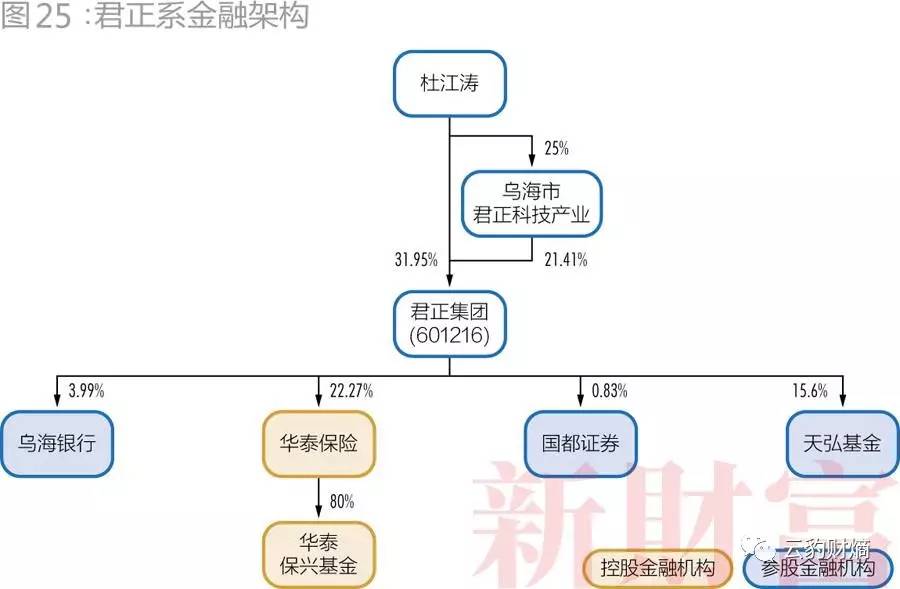 图25：君正系金融架构
杜江涛
25%
乌海市
君正科技产业
31.95%
21.41%
君正集团
(601216)
3.99%
22.27%
0.83%
15.6%
乌海银行
华泰保险
国都证券
天弘基金
80%
华泰
保兴基金
新財富
控股金融机构
参股金融机构
云豹财熵